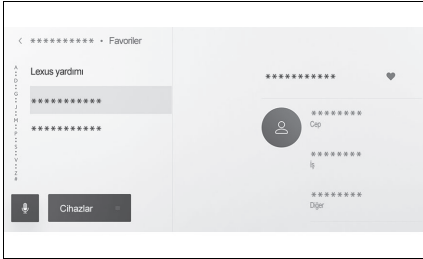 < ********** • Favoriler
A
D
G
J
M
P
S
V
Z
#
Lexus yardımı
***********
***********
Cihazlar
***********
********
Cep
********
İş
********
Diğer